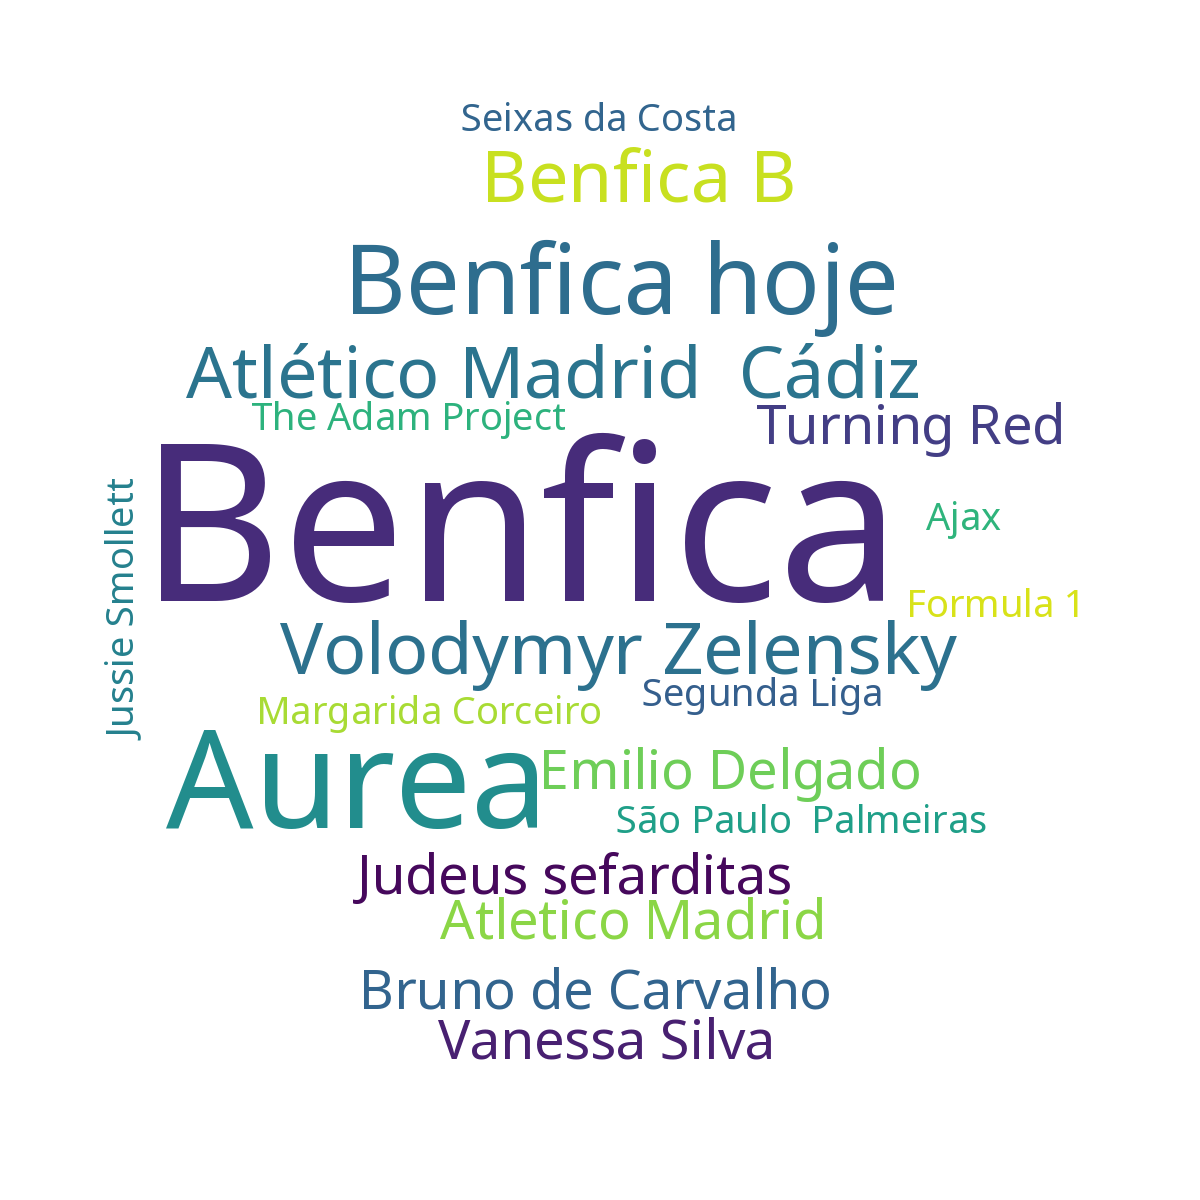 Seixas da Costa
Benfica B
Benfica hoje
Atlético Madrid  Cádiz
The Adam Project
Turning Red
Benfica
Jussie Smollett
Ajax
Formula 1
Volodymyr Zelensky
Segunda Liga
Margarida Corceiro
Aurea
Emilio Delgado
São Paulo  Palmeiras
Judeus sefarditas
Atletico Madrid
Bruno de Carvalho
Vanessa Silva